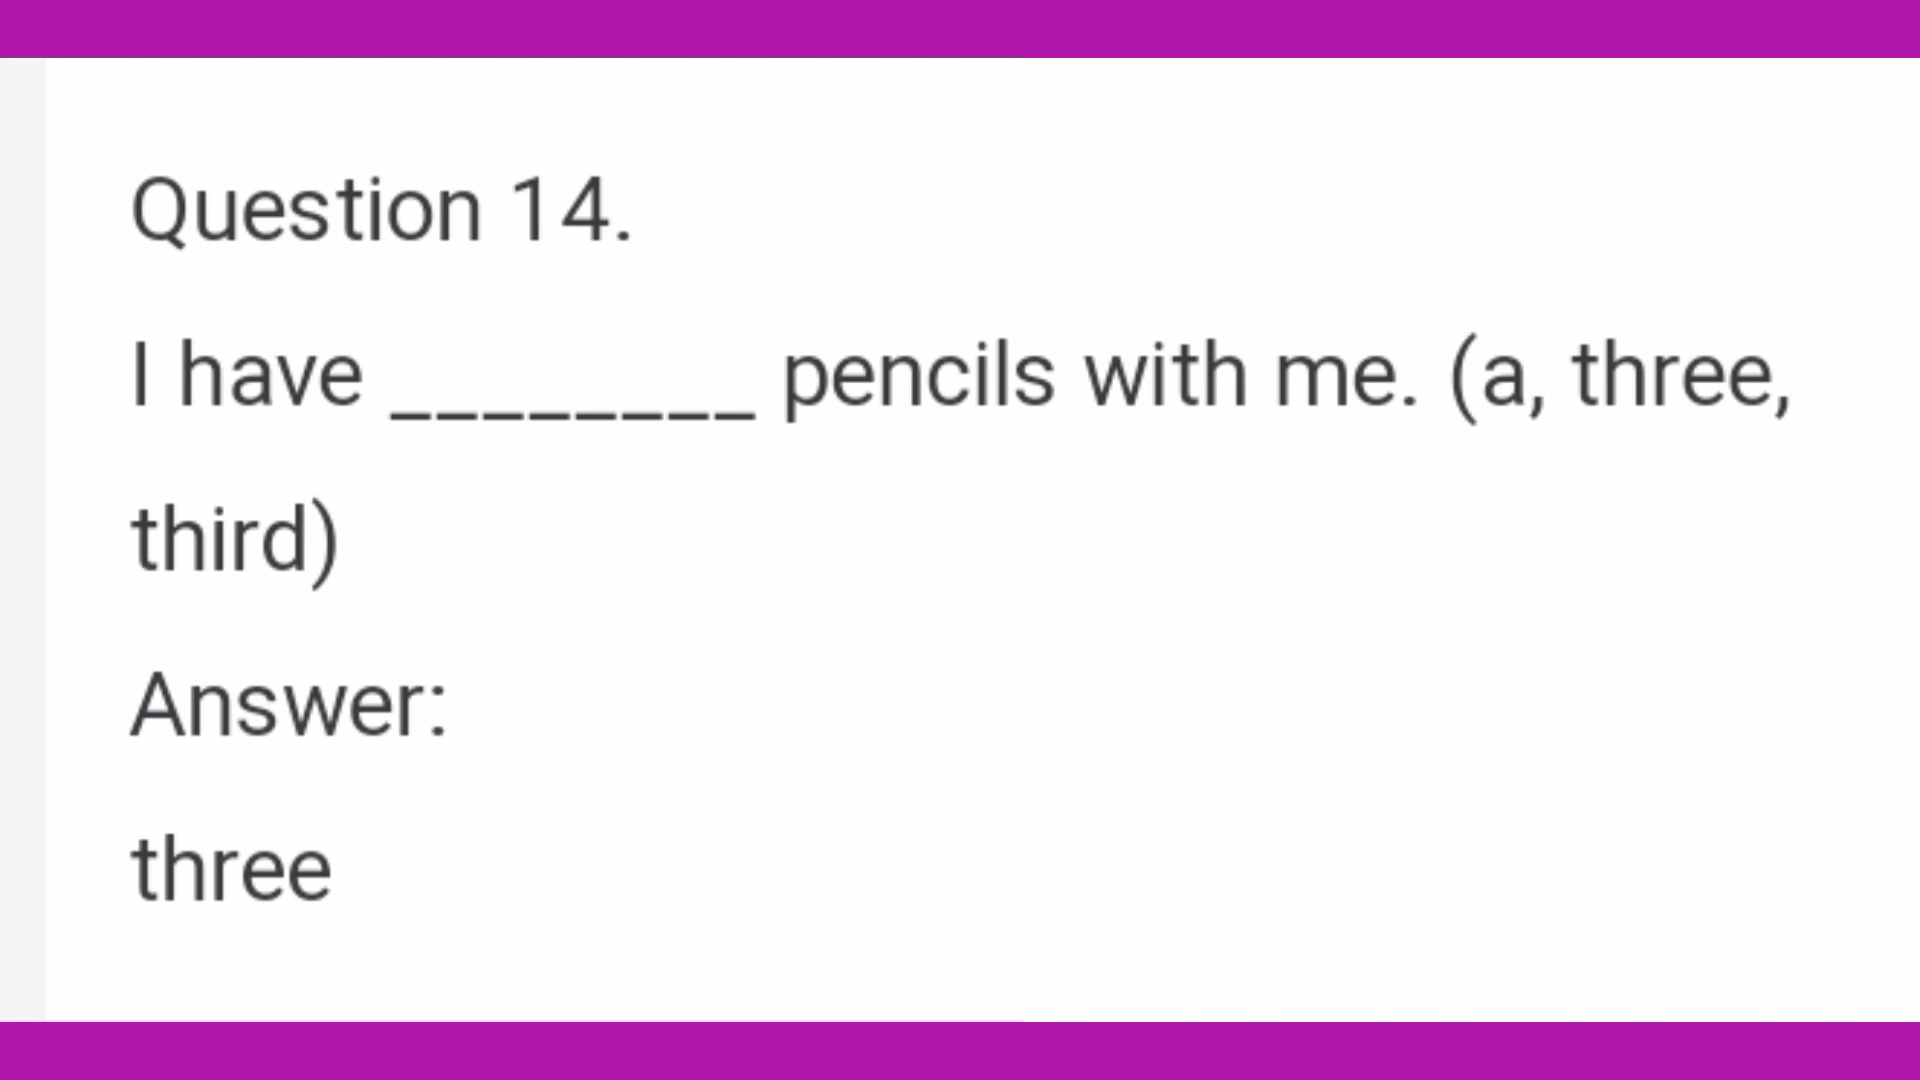 Question 14.
I have ________ pencils with me. (a, three,
third)
Answer:
three